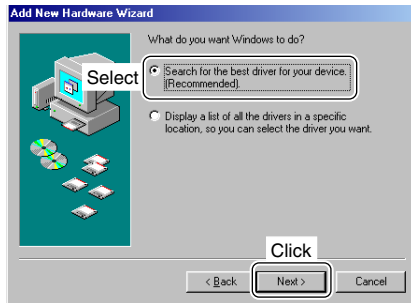 Add New Hardware Wizard
What do you want Windows to do?
Select
Search for the best driver for your device.
(Recommended).
Display a list of all the drivers in a specific
location, so you can select the driver you want.
Click
< Back
Next >
Cancel